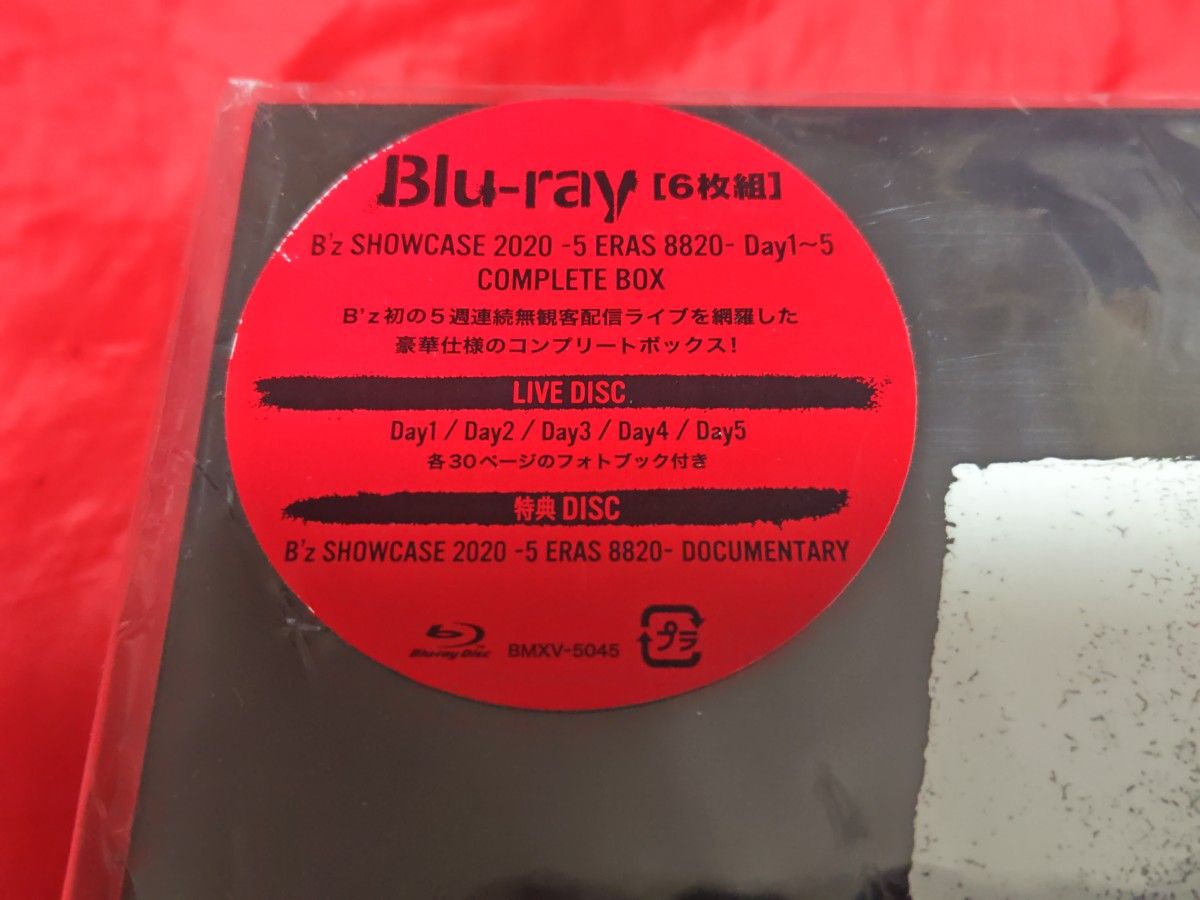 Blu-ray [6枚組]
B'z SHOWCASE 2020 -5 ERAS 8820- Day1~5
COMPLETE BOX
B'z初の5週連続無観客配信ライブを網羅した
豪華仕様のコンプリートボックス!
LIVE DISC
Day1 / Day2 / Day3 / Day4 / Day5
各30ページのフォトブック付き
特典 DISC
B'z SHOWCASE 2020 -5 ERAS 8820- DOCUMENTARY
Blu-ray Disc™ BMXV-5045 プラ